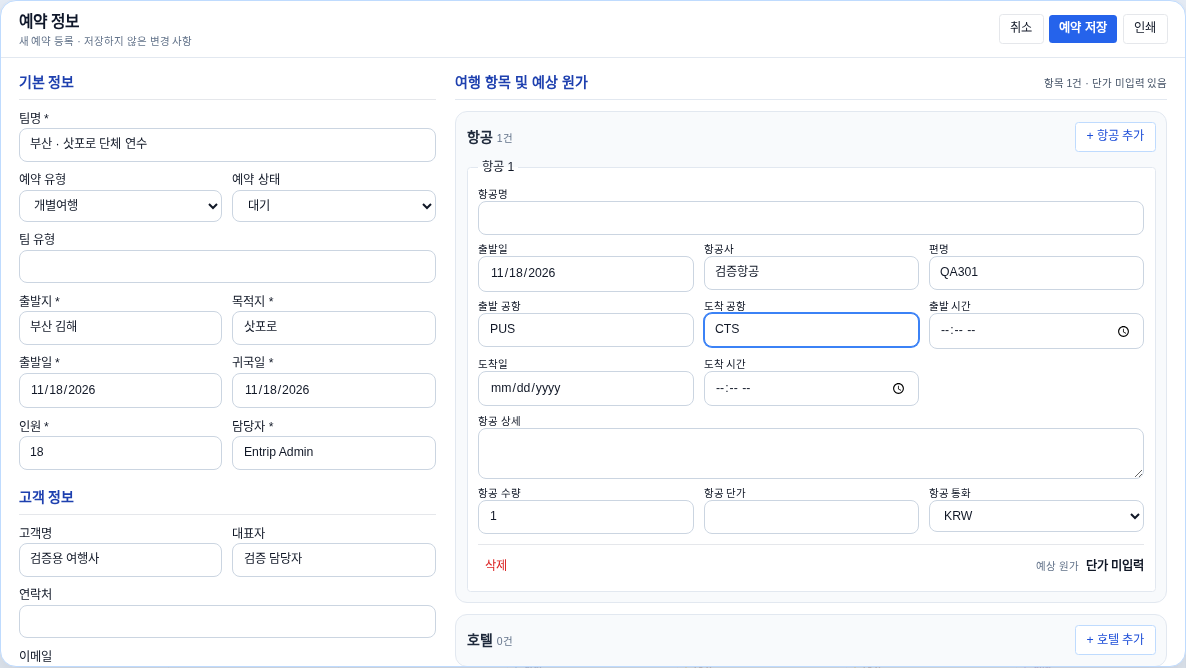 예약 정보
새 예약 등록 · 저장하지 않은 변경 사항
취소
예약 저장
인쇄
기본 정보
팀명 *
부산 · 삿포로 단체 연수
예약 유형
예약 상태
개별여행
대기
팀 유형
출발지 *
목적지 *
부산 김해
삿포로
출발일 *
귀국일 *
11/18/2026
11/18/2026
인원 *
담당자 *
18
Entrip Admin
고객 정보
고객명
대표자
검증용 여행사
검증 담당자
연락처
이메일
여행 항목 및 예상 원가
항목 1건 · 단가 미입력 있음
항공 1건
+ 항공 추가
항공 1
항공명
출발일
항공사
편명
11/18/2026
검증항공
QA301
출발 공항
도착 공항
출발 시간
PUS
CTS
--:-- --
도착일
도착 시간
mm/dd/yyyy
--:-- --
항공 상세
항공 수량
항공 단가
항공 통화
1
KRW
삭제
예상 원가 단가 미입력
호텔 0건
+ 호텔 추가